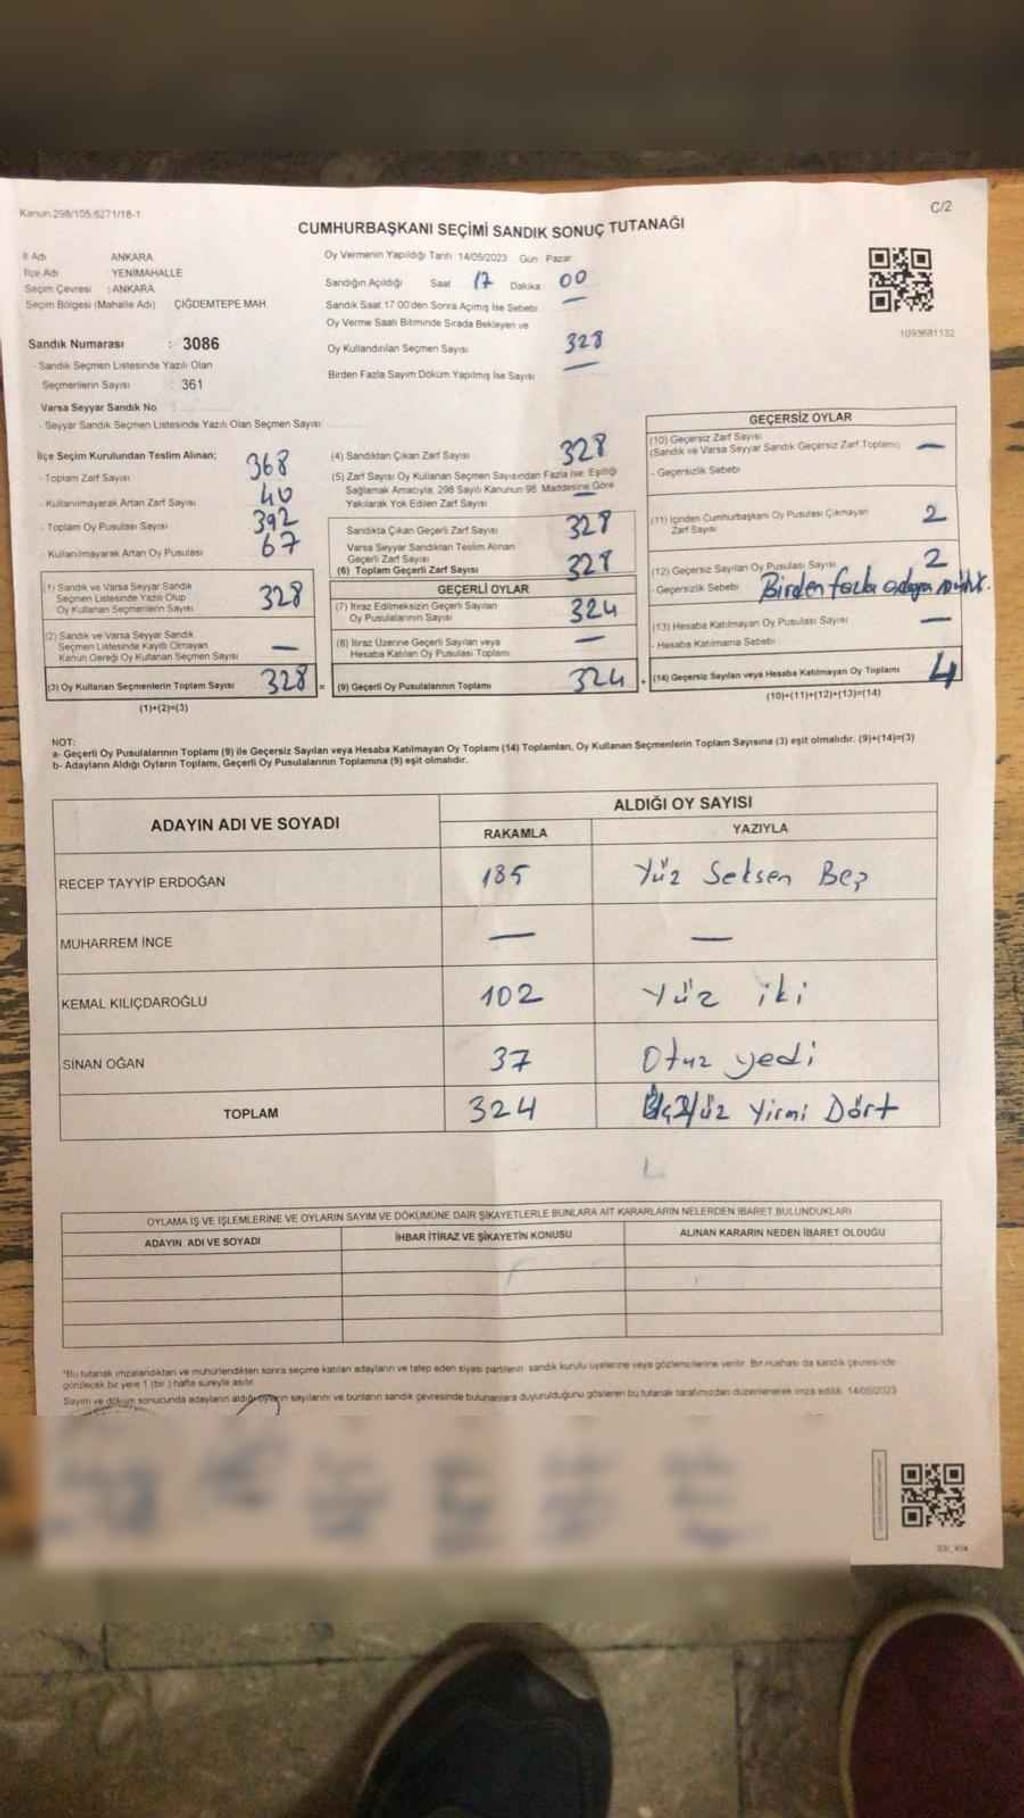 Kanun 298/105,6271/18-1
C/2
CUMHURBAŞKANI SEÇİMİ SANDIK SONUÇ TUTANAĞI
İl Adı ANKARA
İlçe Adı YENİMAHALLE
Seçim Çevresi : ANKARA
Seçim Bölgesi (Mahalle Adı) ÇİĞDEMTEPE MAH.
Sandık Numarası : 3086
- Sandık Seçmen Listesinde Yazılı Olan
Seçmenlerin Sayısı : 361
Varsa Seyyar Sandık No
- Seyyar Sandık Seçmen Listesinde Yazılı Olan Seçmen Sayısı
Oy Vermenin Yapıldığı Tarih 14/05/2023 Gün Pazar
Sandığın Açıldığı Saat 17 Dakika 00
Sandık Saat 17 00'den Sonra Açılmış İse Sebebi —
Oy Verme Saati Bitiminde Sırada Bekleyen ve
Oy Kullandırılan Seçmen Sayısı 328
Birden Fazla Sayım Döküm Yapılmış İse Sayısı —
1093681132
İlçe Seçim Kurulundan Teslim Alınan;
- Toplam Zarf Sayısı 368
- Kullanılmayarak Artan Zarf Sayısı 40
- Toplam Oy Pusulası Sayısı 392
- Kullanılmayarak Artan Oy Pusulası 67
(1) Sandık ve Varsa Seyyar Sandık
Seçmen Listesinde Yazılı Olup
Oy Kullanan Seçmenlerin Sayısı 328
(2) Sandık ve Varsa Seyyar Sandık
Seçmen Listesinde Kayıtlı Olmayan
Kanun Gereği Oy Kullanan Seçmen Sayısı —
(3) Oy Kullanan Seçmenlerin Toplam Sayısı 328 =
(1)+(2)=(3)
(4) Sandıktan Çıkan Zarf Sayısı 328
(5) Zarf Sayısı Oy Kullanan Seçmen Sayısından Fazla İse, Eşitliği
Sağlamak Amacıyla, 298 Sayılı Kanunun 98. Maddesine Göre
Yakılarak Yok Edilen Zarf Sayısı —
Sandıkta Çıkan Geçerli Zarf Sayısı 328
Varsa Seyyar Sandıktan Teslim Alınan
Geçerli Zarf Sayısı
(6) Toplam Geçerli Zarf Sayısı 328
GEÇERLİ OYLAR
(7) İtiraz Edilmeksizin Geçerli Sayılan
Oy Pusulalarının Sayısı 324
(8) İtiraz Üzerine Geçerli Sayılan veya
Hesaba Katılan Oy Pusulası Toplamı —
(9) Geçerli Oy Pusulalarının Toplamı 324 +
GEÇERSİZ OYLAR
(10) Geçersiz Zarf Sayısı
(Sandık ve Varsa Seyyar Sandık Geçersiz Zarf Toplamı) —
- Geçersizlik Sebebi
(11) İçinden Cumhurbaşkanı Oy Pusulası Çıkmayan
Zarf Sayısı 2
(12) Geçersiz Sayılan Oy Pusulası Sayısı 2
- Geçersizlik Sebebi Birden fazla adaya mühür.
(13) Hesaba Katılmayan Oy Pusulası Sayısı —
- Hesaba Katılmama Sebebi
(14) Geçersiz Sayılan veya Hesaba Katılmayan Oy Toplamı 4
(10)+(11)+(12)+(13)=(14)
NOT:
a- Geçerli Oy Pusulalarının Toplamı (9) ile Geçersiz Sayılan veya Hesaba Katılmayan Oy Toplamı (14) Toplamları, Oy Kullanan Seçmenlerin Toplam Sayısına (3) eşit olmalıdır. (9)+(14)=(3)
b- Adayların Aldığı Oyların Toplamı, Geçerli Oy Pusulalarının Toplamına (9) eşit olmalıdır.
ADAYIN ADI VE SOYADI
ALDIĞI OY SAYISI
RAKAMLA YAZIYLA
RECEP TAYYİP ERDOĞAN 185 Yüz Seksen Beş
MUHARREM İNCE — —
KEMAL KILIÇDAROĞLU 102 Yüz iki
SİNAN OĞAN 37 Otuz yedi
TOPLAM 324 Üç Yüz Yirmi Dört
OYLAMA İŞ VE İŞLEMLERİNE VE OYLARIN SAYIM VE DÖKÜMÜNE DAİR ŞİKAYETLERLE BUNLARA AİT KARARLARIN NELERDEN İBARET BULUNDUKLARI
ADAYIN ADI VE SOYADI İHBAR İTİRAZ VE ŞİKAYETİN KONUSU ALINAN KARARIN NEDEN İBARET OLDUĞU
*Bu tutanak imzalandıktan ve mühürlendikten sonra seçime katılan adayların ve talep eden siyasi partilerin sandık kurulu üyelerine veya gözlemcilerine verilir. Bir nüshası da sandık çevresinde
görülecek bir yere 1 (bir) hafta süreyle asılır.
Sayım ve döküm sonucunda adayların aldığı oyların sayılarını ve bunların sandık çevresinde bulunanlara duyurulduğunu gösteren bu tutanak tarafımızdan düzenlenerek imza edildi. 14/05/2023